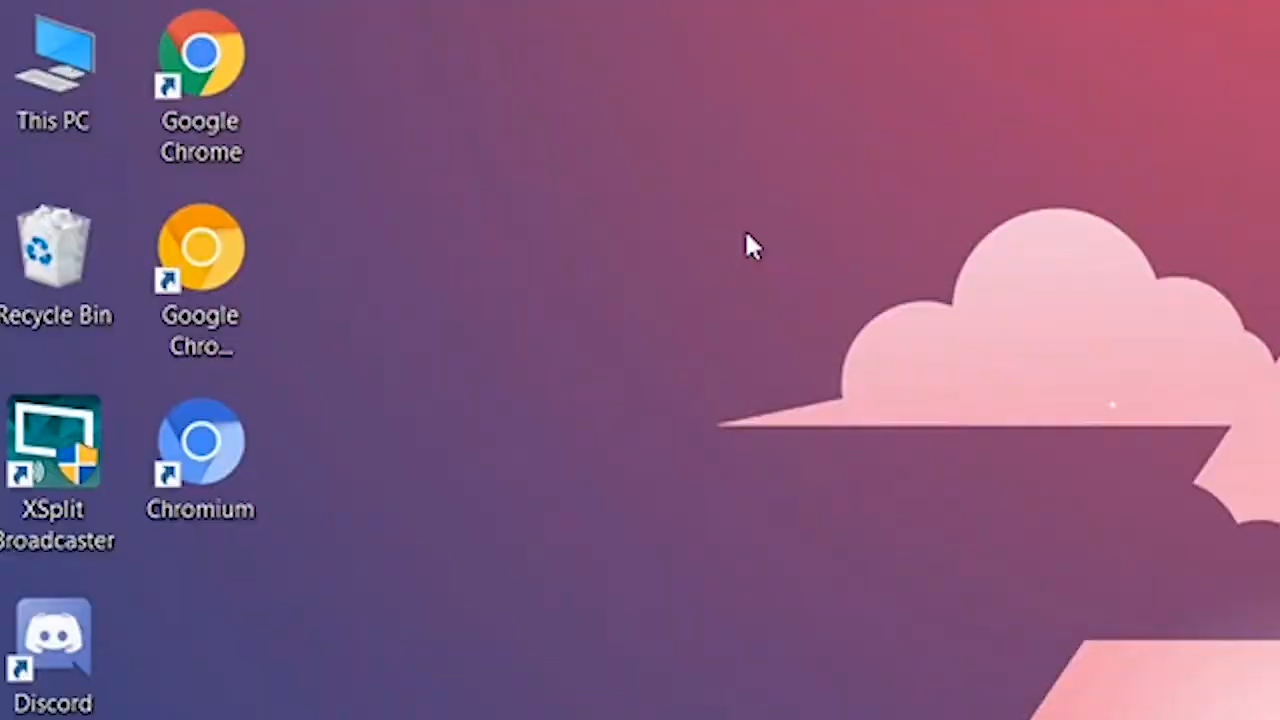 This PC
Google
Chrome
Recycle Bin
Google
Chro...
XSplit
Broadcaster
Chromium
Discord